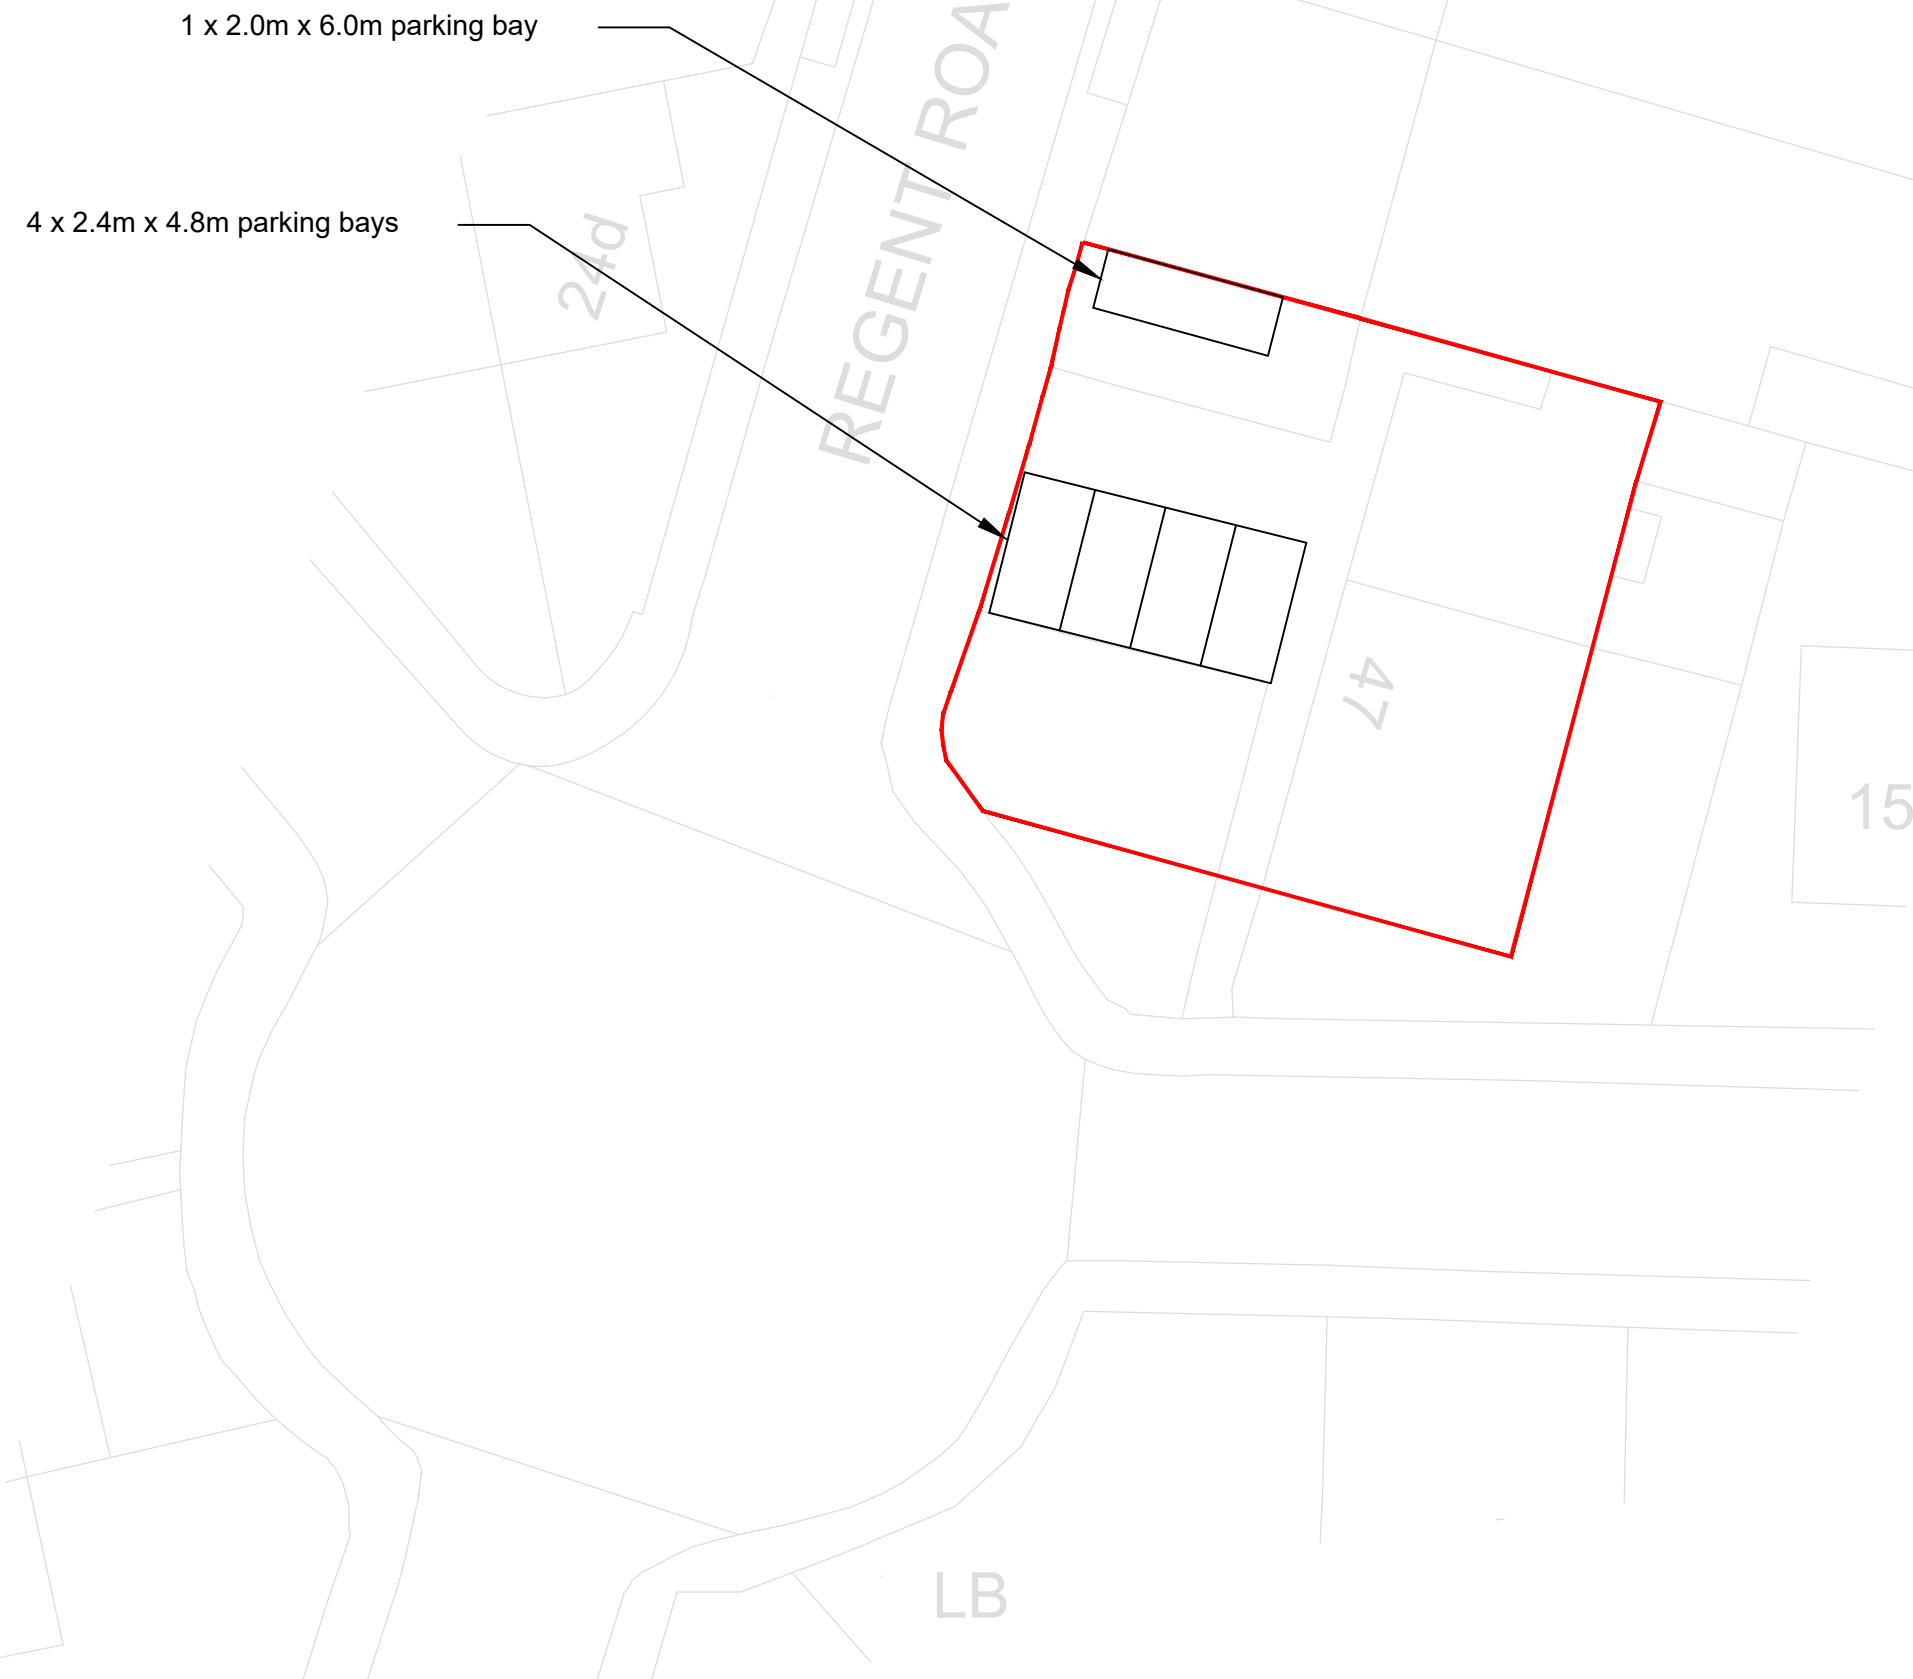 1 x 2.0m x 6.0m parking bay
4 x 2.4m x 4.8m parking bays
REGENT ROA
24d
47
15
LB